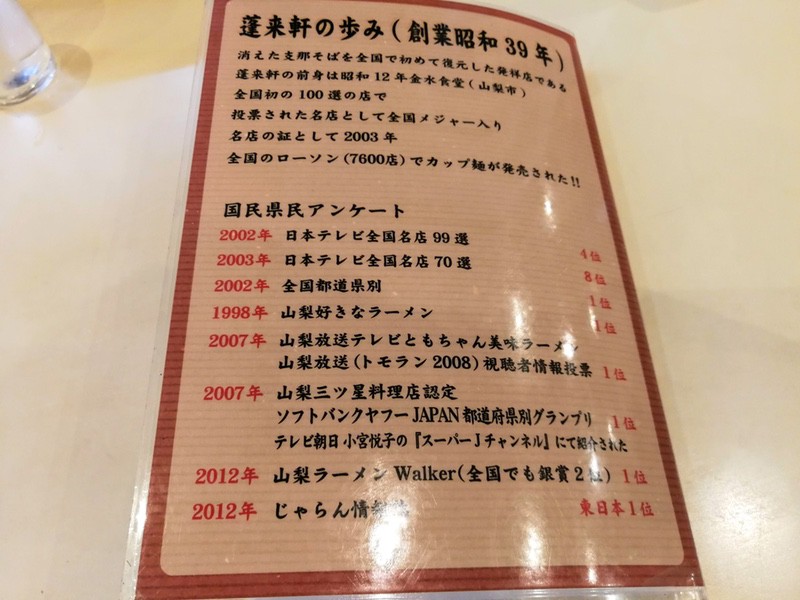 蓬来軒の歩み(創業昭和39年)
消えた支那そばを全国で初めて復元した発祥店である
蓬来軒の前身は昭和12年金水食堂(山梨市)
全国初の100選の店で
投票された名店として全国メジャー入り
名店の証として2003年
全国のローソン(7600店)でカップ麺が発売された!!
国民県民アンケート
2002年 日本テレビ全国名店99選 4位
2003年 日本テレビ全国名店70選 8位
2002年 全国都道県別 1位
1998年 山梨好きなラーメン 1位
2007年 山梨放送テレビともちゃん美味ラーメン
山梨放送(トモラン2008)視聴者情報投票 1位
2007年 山梨三ツ星料理店認定
ソフトバンクヤフーJAPAN都道府県別グランプリ 1位
テレビ朝日小宮悦子の『スーパーJチャンネル』にて紹介された
2012年 山梨ラーメンWalker(全国でも銀賞2位) 1位
2012年 じゃらん情報 東日本1位